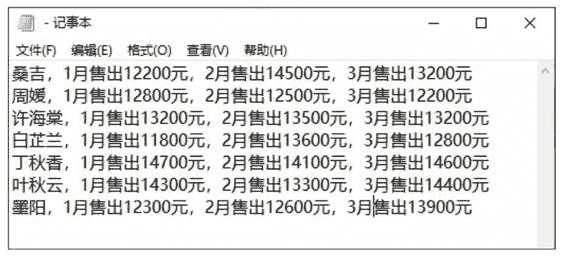 - 记事本
文件(F) 编辑(E) 格式(O) 查看(V) 帮助(H)
桑吉，1月售出12200元，2月售出14500元，3月售出13200元
周媛，1月售出12800元，2月售出12500元，3月售出12200元
许海棠，1月售出13200元，2月售出13500元，3月售出13200元
白芷兰，1月售出11800元，2月售出13600元，3月售出12800元
丁秋香，1月售出14700元，2月售出14100元，3月售出14600元
叶秋云，1月售出14300元，2月售出13300元，3月售出14400元
墨阳，1月售出12300元，2月售出12600元，3月售出13900元